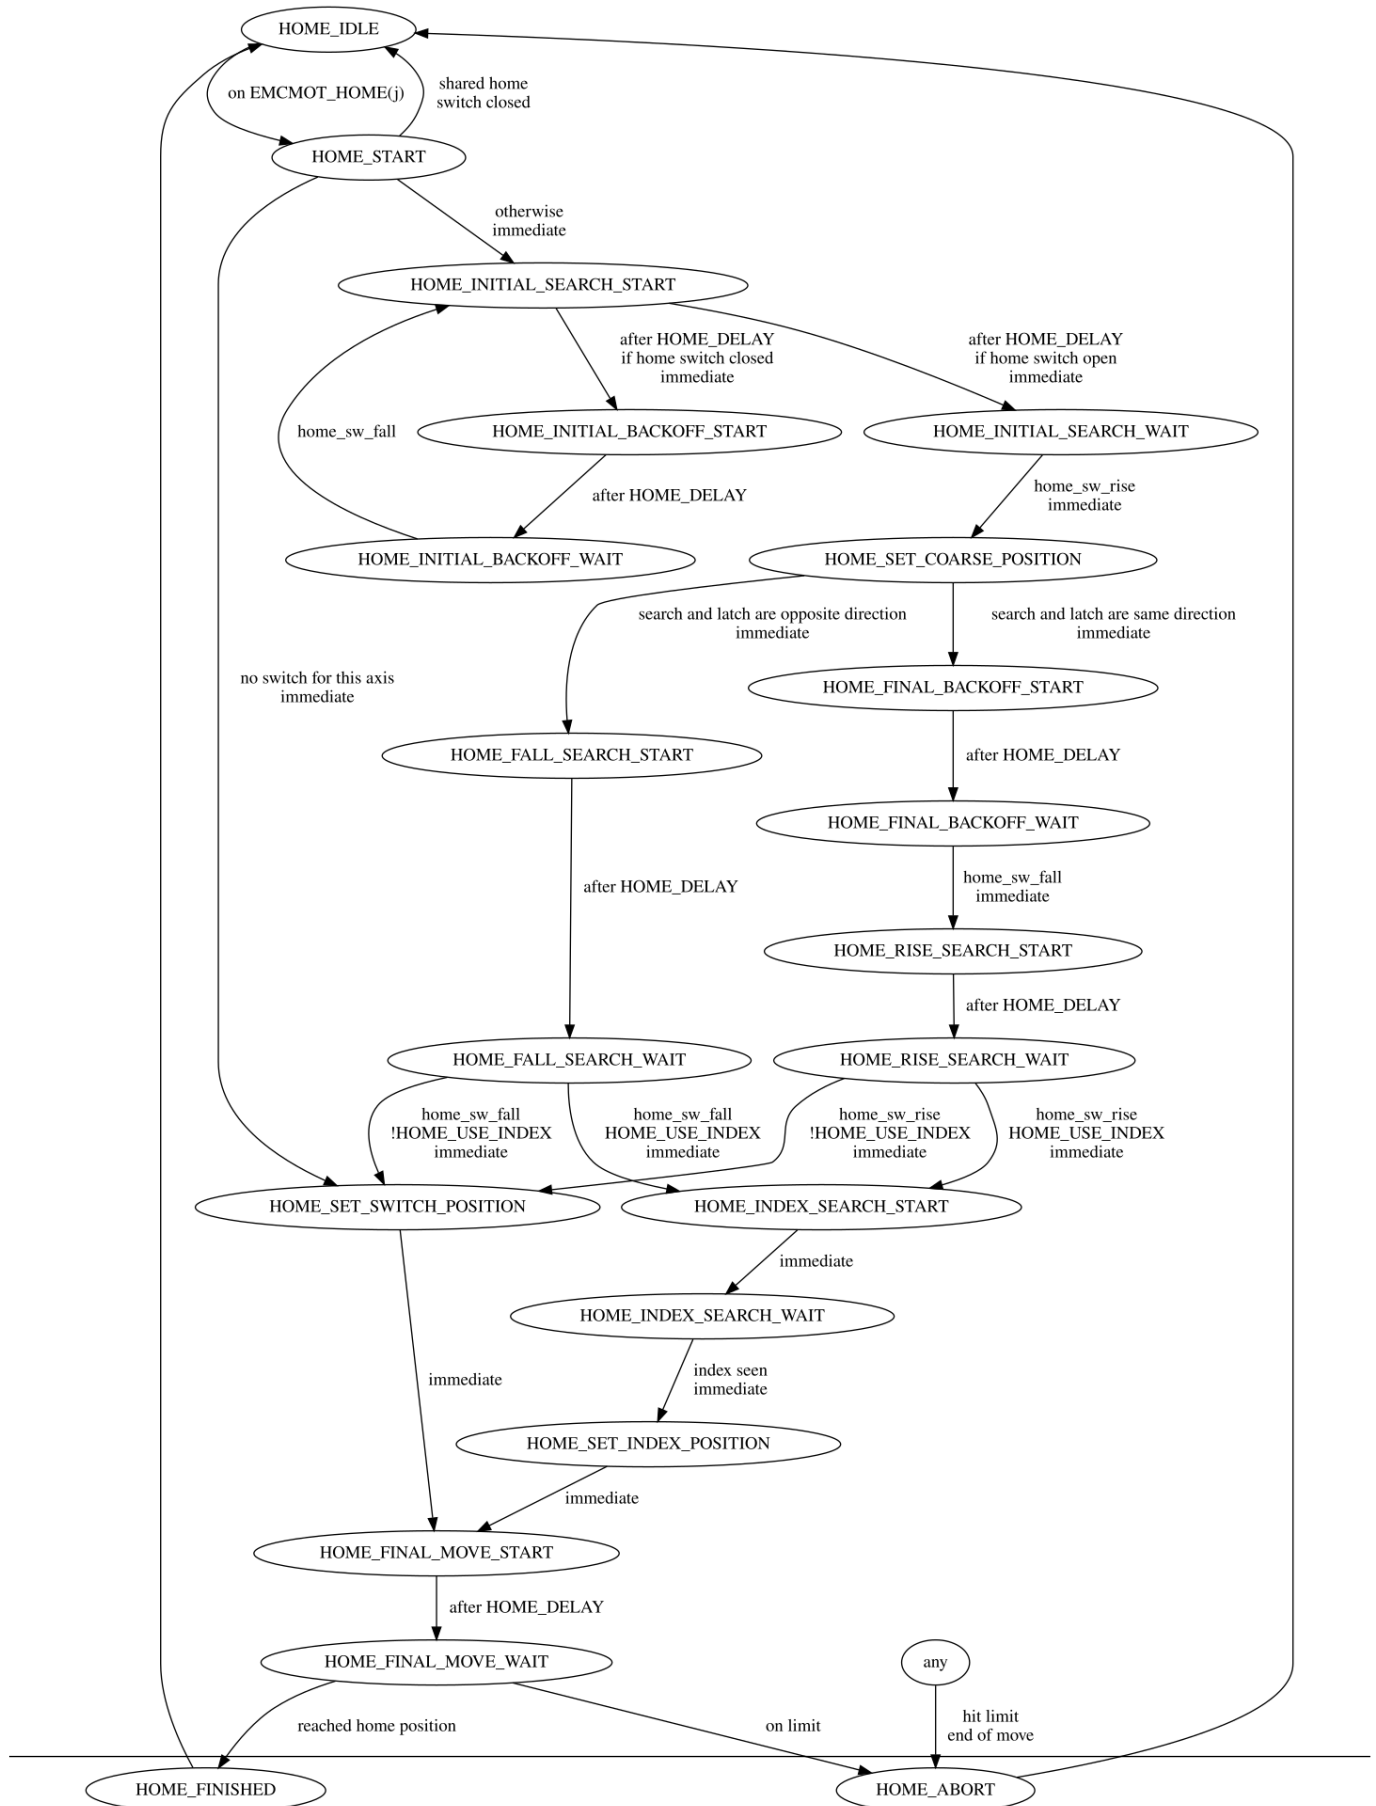 HOME_IDLE
on EMCMOT_HOME(j)
shared home
switch closed
HOME_START
otherwise
immediate
HOME_INITIAL_SEARCH_START
after HOME_DELAY
if home switch closed
immediate
after HOME_DELAY
if home switch open
immediate
home_sw_fall
HOME_INITIAL_BACKOFF_START
HOME_INITIAL_SEARCH_WAIT
after HOME_DELAY
home_sw_rise
immediate
HOME_INITIAL_BACKOFF_WAIT
HOME_SET_COARSE_POSITION
search and latch are opposite direction
immediate
search and latch are same direction
immediate
no switch for this axis
immediate
HOME_FINAL_BACKOFF_START
HOME_FALL_SEARCH_START
after HOME_DELAY
HOME_FINAL_BACKOFF_WAIT
after HOME_DELAY
home_sw_fall
immediate
HOME_RISE_SEARCH_START
after HOME_DELAY
HOME_FALL_SEARCH_WAIT
HOME_RISE_SEARCH_WAIT
home_sw_fall
!HOME_USE_INDEX
immediate
home_sw_fall
HOME_USE_INDEX
immediate
home_sw_rise
!HOME_USE_INDEX
immediate
home_sw_rise
HOME_USE_INDEX
immediate
HOME_SET_SWITCH_POSITION
HOME_INDEX_SEARCH_START
immediate
HOME_INDEX_SEARCH_WAIT
immediate
index seen
immediate
HOME_SET_INDEX_POSITION
immediate
HOME_FINAL_MOVE_START
after HOME_DELAY
HOME_FINAL_MOVE_WAIT
any
reached home position
on limit
hit limit
end of move
HOME_FINISHED
HOME_ABORT